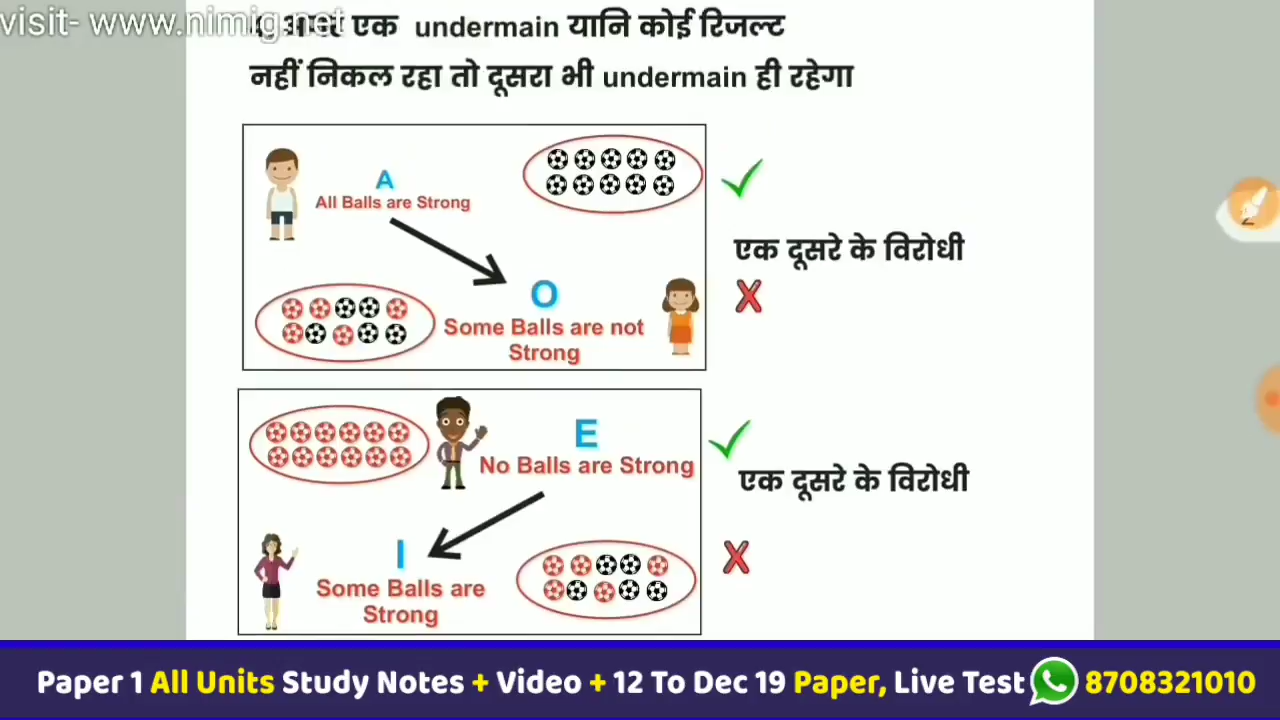 visit- www.nimig.net
एक undermain यानि कोई रिजल्ट
नहीं निकल रहा तो दूसरा भी undermain ही रहेगा
A
All Balls are Strong
एक दूसरे के विरोधी
O
Some Balls are not
Strong
E
No Balls are Strong
एक दूसरे के विरोधी
I
Some Balls are
Strong
Paper 1 All Units Study Notes + Video + 12 To Dec 19 Paper, Live Test 8708321010